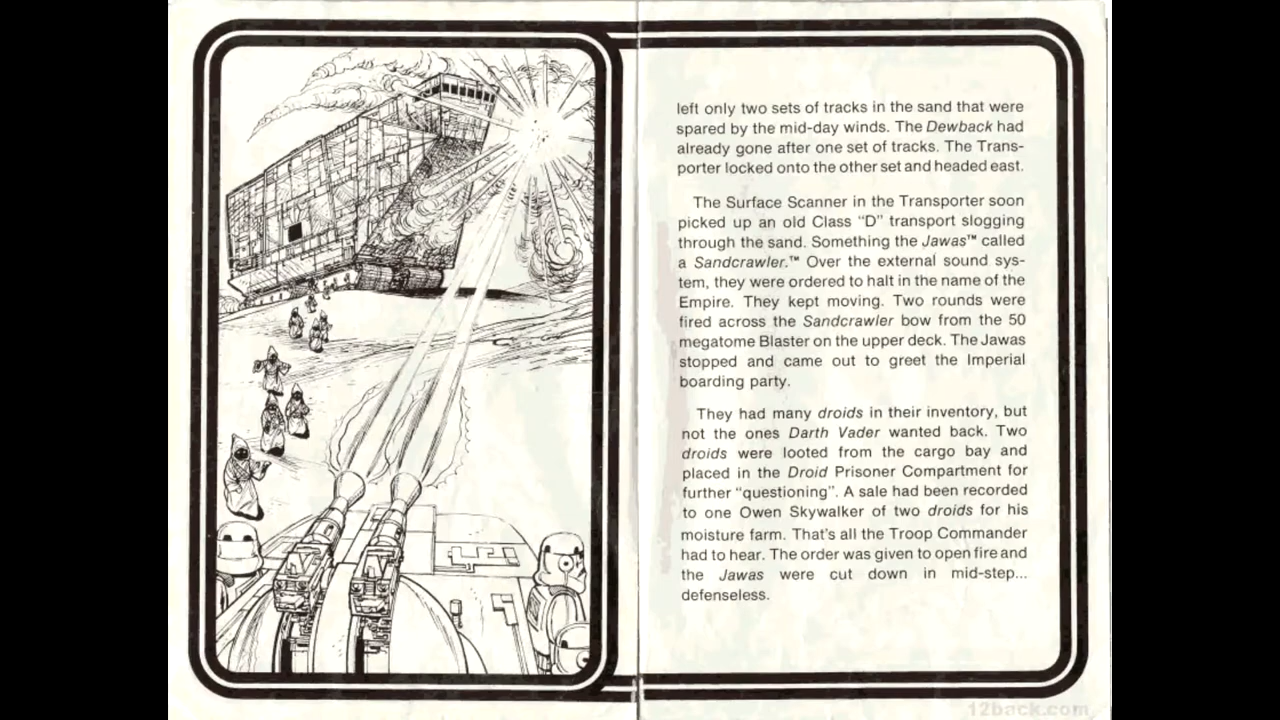 left only two sets of tracks in the sand that were
spared by the mid-day winds. The Dewback had
already gone after one set of tracks. The Trans-
porter locked onto the other set and headed east.
The Surface Scanner in the Transporter soon
picked up an old Class “D” transport slogging
through the sand. Something the Jawas™ called
a Sandcrawler.™ Over the external sound sys-
tem, they were ordered to halt in the name of the
Empire. They kept moving. Two rounds were
fired across the Sandcrawler bow from the 50
megatome Blaster on the upper deck. The Jawas
stopped and came out to greet the Imperial
boarding party.
They had many droids in their inventory, but
not the ones Darth Vader wanted back. Two
droids were looted from the cargo bay and
placed in the Droid Prisoner Compartment for
further “questioning”. A sale had been recorded
to one Owen Skywalker of two droids for his
moisture farm. That's all the Troop Commander
had to hear. The order was given to open fire and
the Jawas were cut down in mid-step...
defenseless.
12back.com